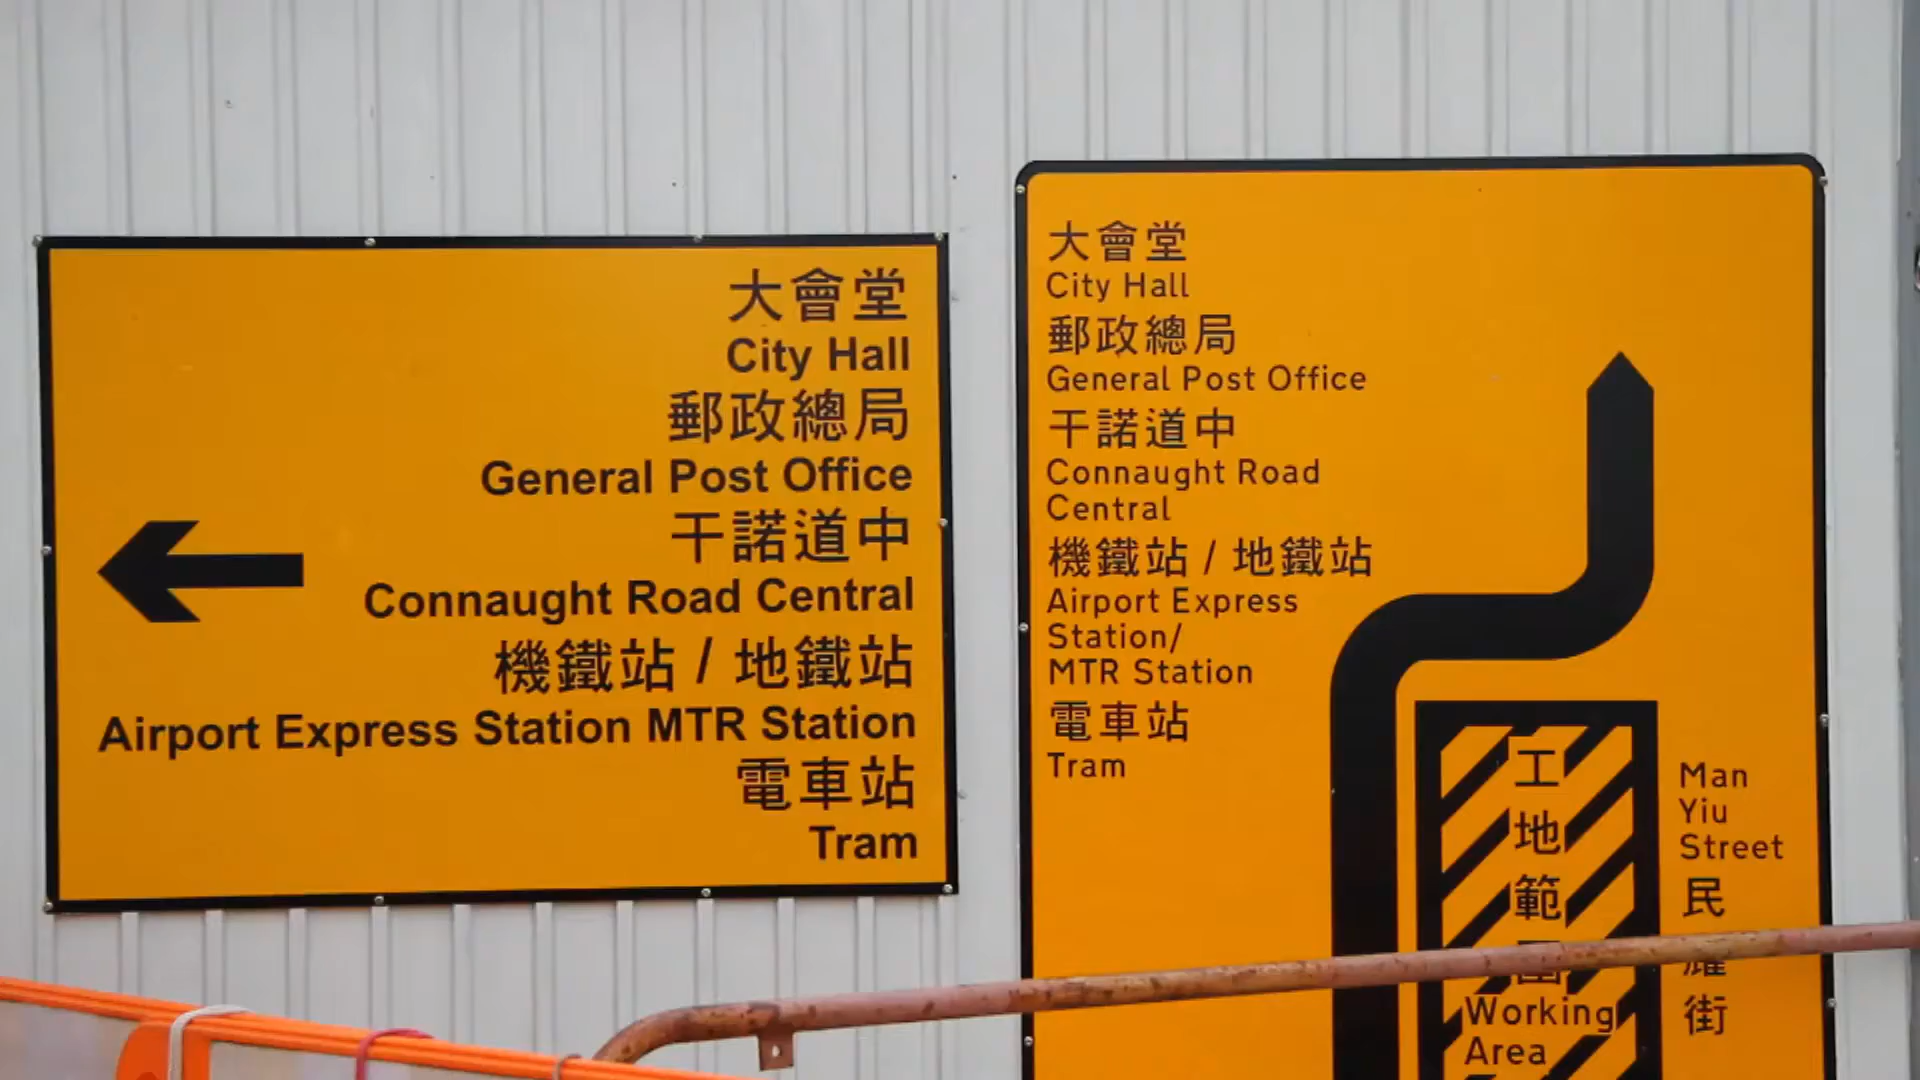 大會堂
City Hall
郵政總局
General Post Office
干諾道中
Connaught Road Central
機鐵站 / 地鐵站
Airport Express Station MTR Station
電車站
Tram
大會堂
City Hall
郵政總局
General Post Office
干諾道中
Connaught Road
Central
機鐵站 / 地鐵站
Airport Express
Station/
MTR Station
電車站
Tram
工
地
範
Working
Area
Man
Yiu
Street
民
街